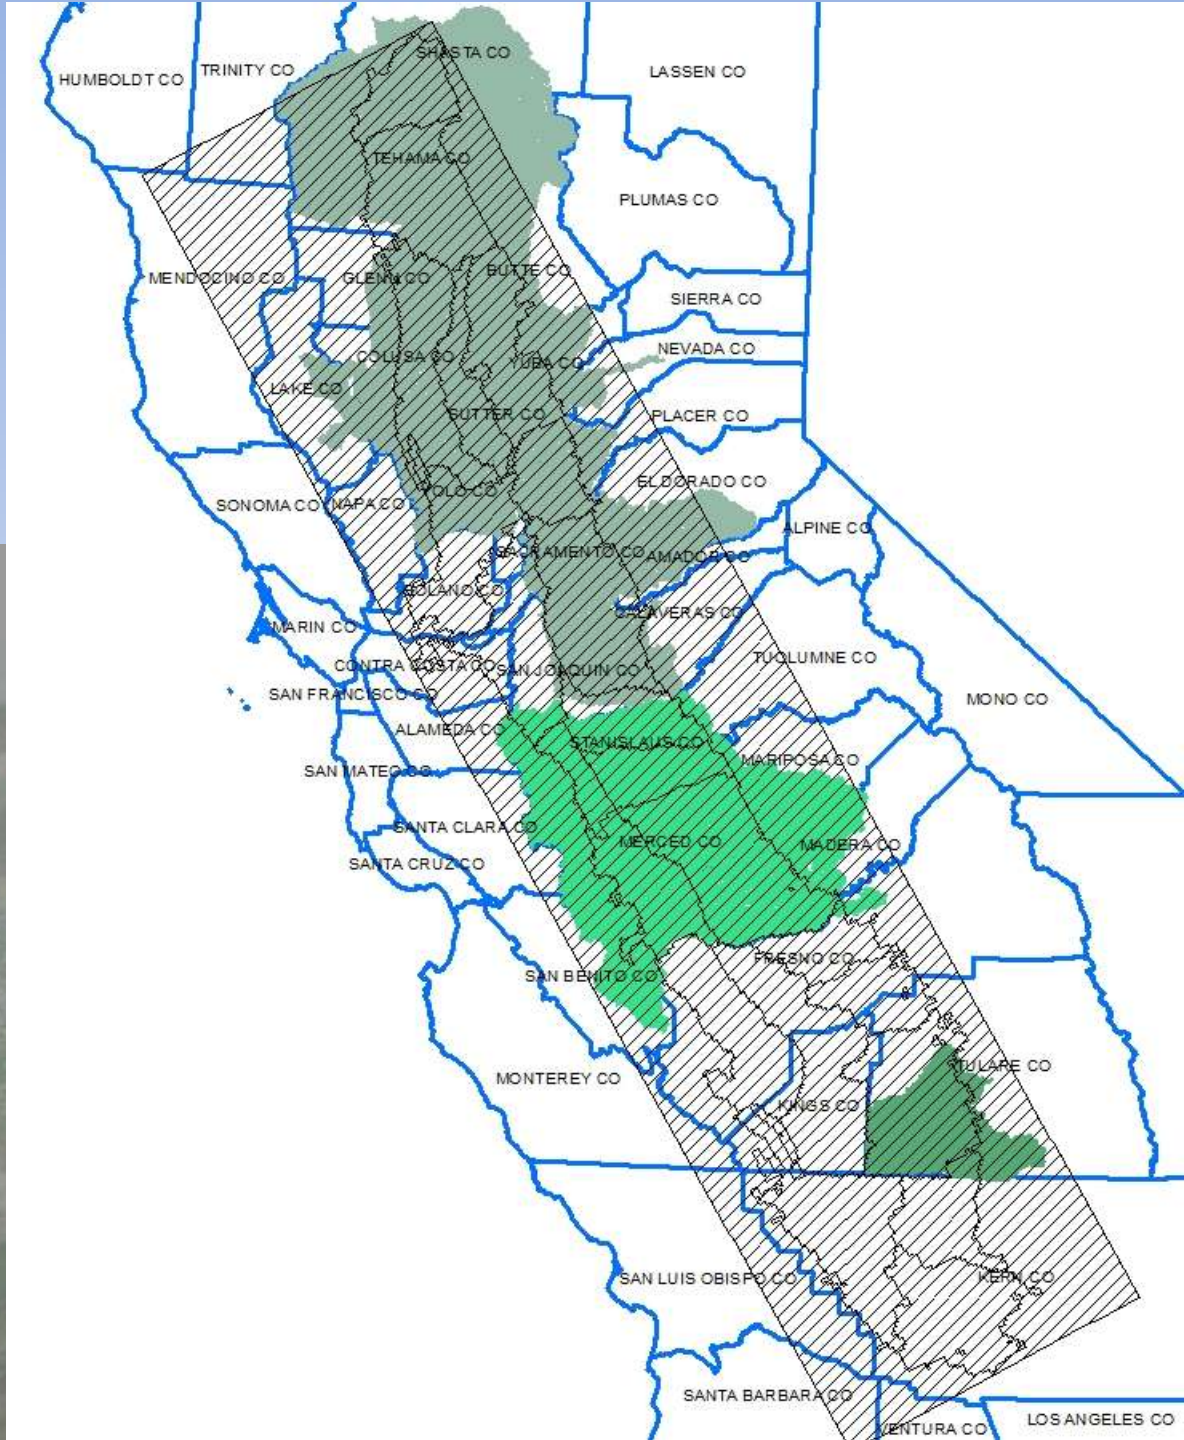 SHASTA CO
TRINITY CO
HUMBOLDT CO
LASSEN CO
TEHAMA CO
PLUMAS CO
MENDOCINO CO
GLENN CO
BUTTE CO
SIERRA CO
NEVADA CO
COLUSA CO
YUBA CO
LAKE CO
SUTTER CO
PLACER CO
EL DORADO CO
YOLO CO
SONOMA CO
NAPA CO
ALPINE CO
SACRAMENTO CO
AMADOR CO
SOLANO CO
CALAVERAS CO
MARIN CO
TUOLUMNE CO
CONTRA COSTA CO
SAN JOAQUIN CO
SAN FRANCISCO CO
MONO CO
ALAMEDA CO
STANISLAUS CO
MARIPOSA CO
SAN MATEO CO
SANTA CLARA CO
MERCED CO
MADERA CO
SANTA CRUZ CO
FRESNO CO
SAN BENITO CO
TULARE CO
MONTEREY CO
KINGS CO
SAN LUIS OBISPO CO
KERN CO
SANTA BARBARA CO
VENTURA CO
LOS ANGELES CO